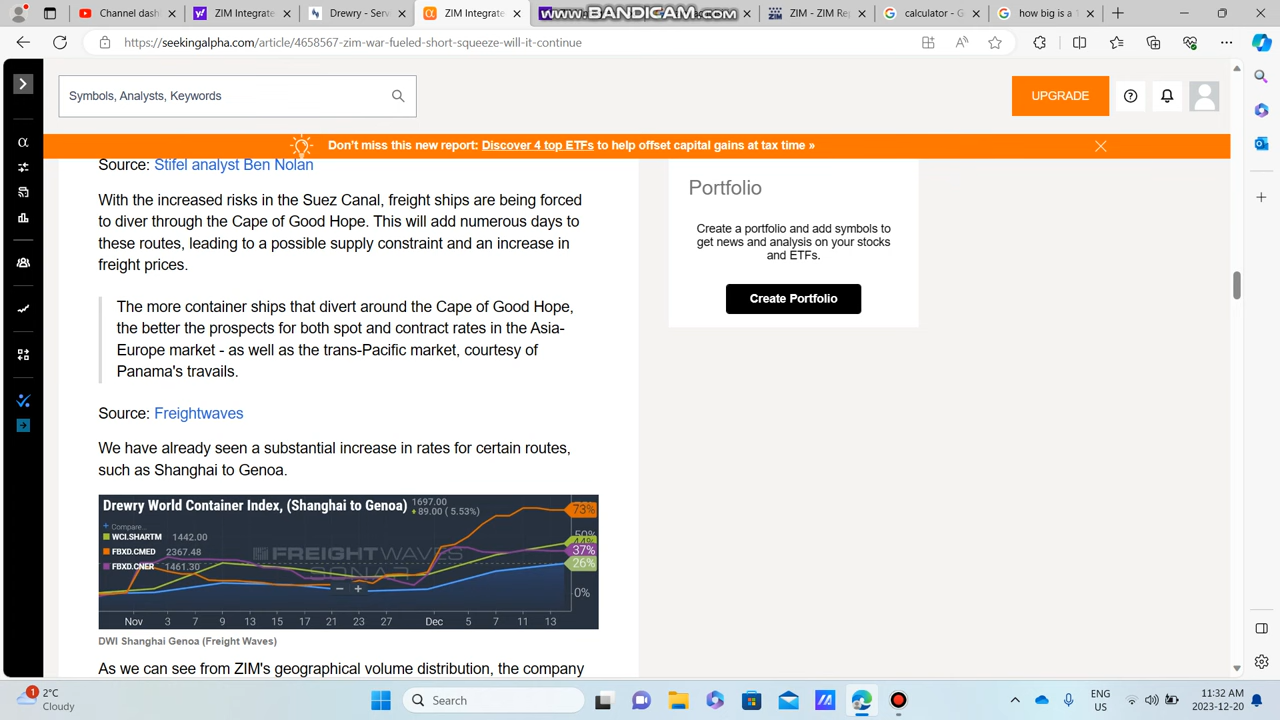 Channel dash
ZIM Integrate
Drewry - Serv
ZIM Integrate
www.BANDICAM.com
ZIM - ZIM Re
calculator - G
how big is a 1
https://seekingalpha.com/article/4658567-zim-war-fueled-short-squeeze-will-it-continue
Symbols, Analysts, Keywords
UPGRADE
Don't miss this new report: Discover 4 top ETFs to help offset capital gains at tax time »
Source: Stifel analyst Ben Nolan
With the increased risks in the Suez Canal, freight ships are being forced
to diver through the Cape of Good Hope. This will add numerous days to
these routes, leading to a possible supply constraint and an increase in
freight prices.
The more container ships that divert around the Cape of Good Hope,
the better the prospects for both spot and contract rates in the Asia-
Europe market - as well as the trans-Pacific market, courtesy of
Panama's travails.
Source: Freightwaves
We have already seen a substantial increase in rates for certain routes,
such as Shanghai to Genoa.
Drewry World Container Index, (Shanghai to Genoa)
1697.00
89.00 ( 5.53%)
+ Compare...
WCI.SHARTM 1442.00
FBXD.CMED 2367.48
FBXD.CNER 1461.30
FREIGHTWAVES
SONAR
73%
50%
44%
37%
26%
0%
Nov 3 7 9 13 15 17 21 23 27 Dec 5 7 11 13
DWI Shanghai Genoa (Freight Waves)
As we can see from ZIM's geographical volume distribution, the company
Portfolio
Create a portfolio and add symbols to
get news and analysis on your stocks
and ETFs.
Create Portfolio
1
2°C
Cloudy
Search
ENG
US
11:32 AM
2023-12-20